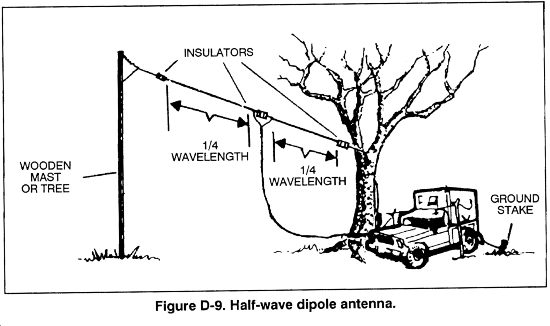 INSULATORS
1/4
WAVELENGTH
1/4
WAVELENGTH
WOODEN
MAST
OR TREE
GROUND
STAKE
Figure D-9. Half-wave dipole antenna.